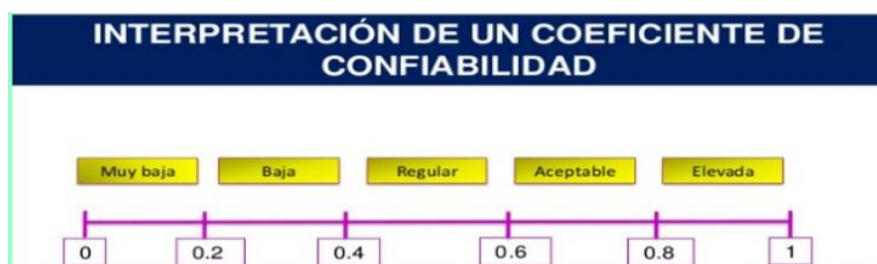 INTERPRETACIÓN DE UN COEFICIENTE DE
CONFIABILIDAD
Muy baja Baja Regular Aceptable Elevada
0 0.2 0.4 0.6 0.8 1